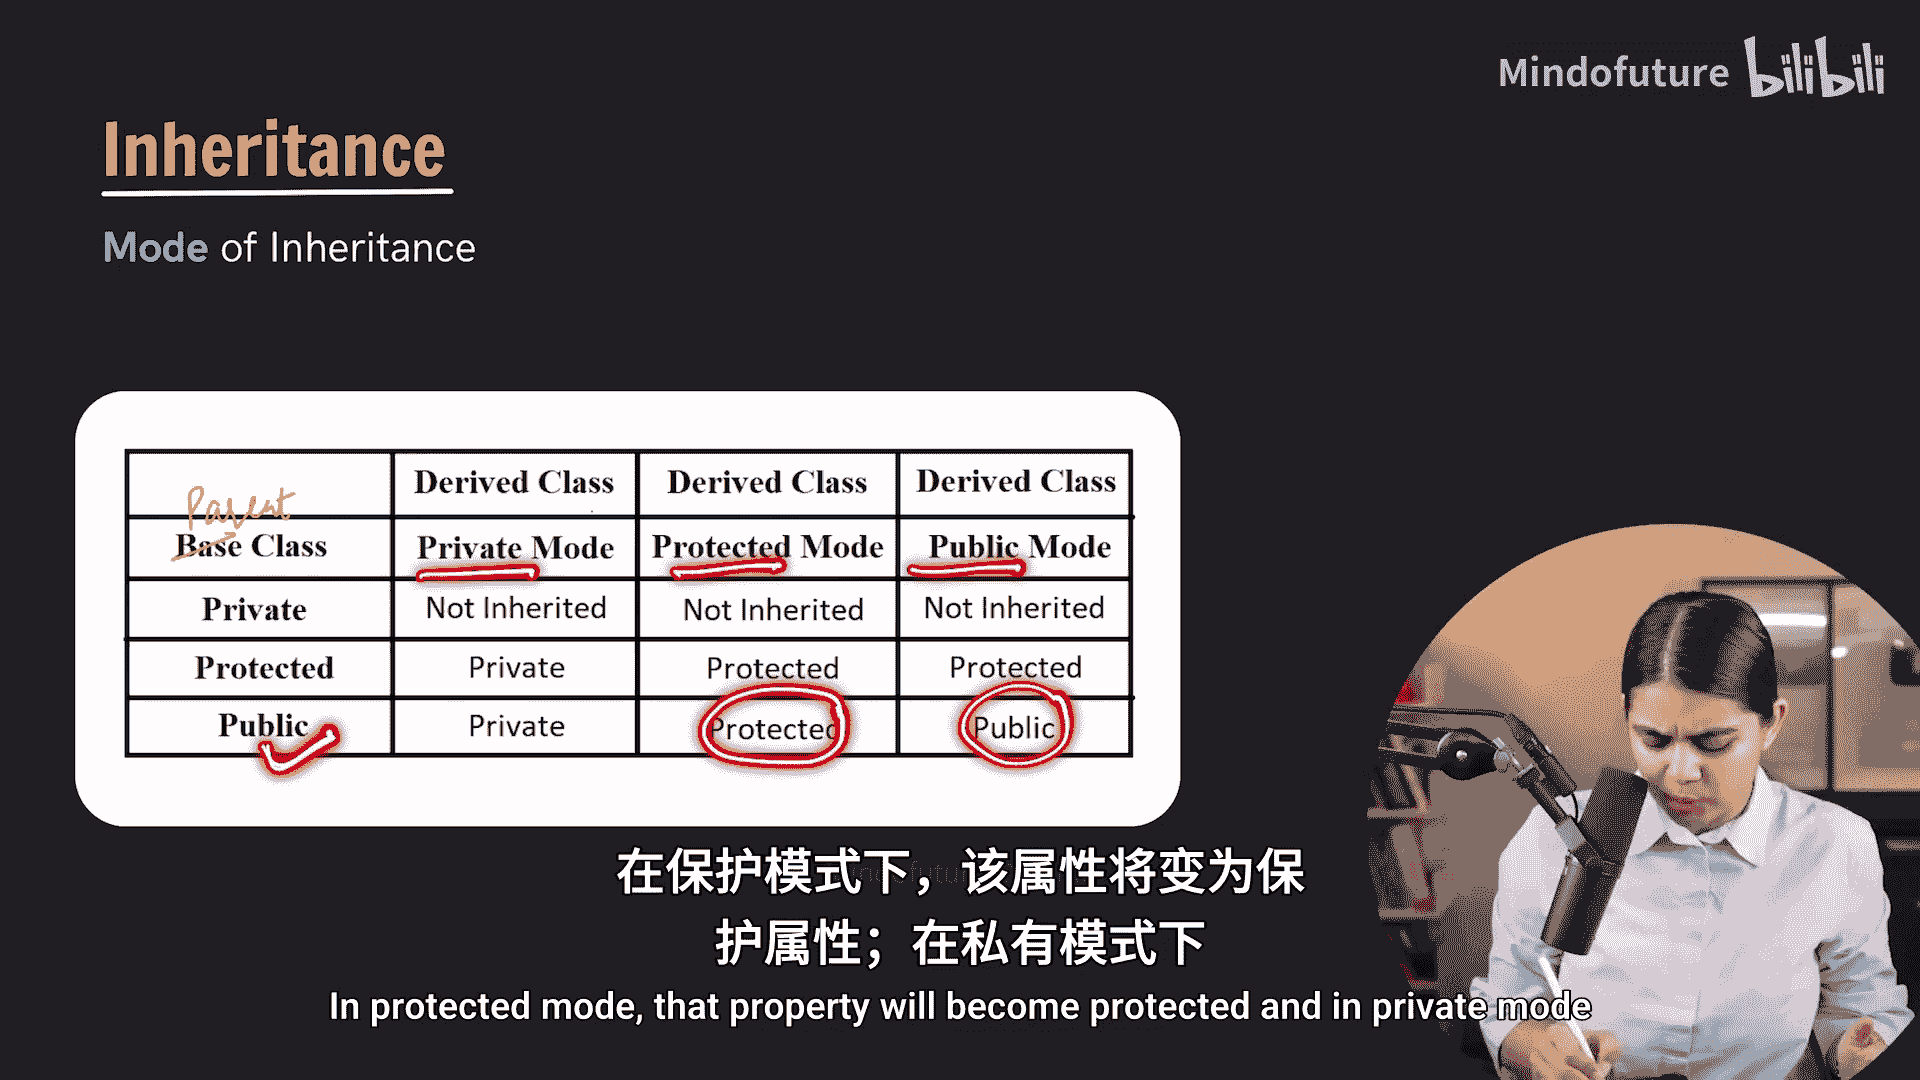 Mindofuture bilibili
Inheritance
Mode of Inheritance
Derived Class Derived Class Derived Class
Parent
Base Class Private Mode Protected Mode Public Mode
Private Not Inherited Not Inherited Not Inherited
Protected Private Protected Protected
Public Private Protected Public
在保护模式下，该属性将变为保
护属性；在私有模式下
In protected mode, that property will become protected and in private mode